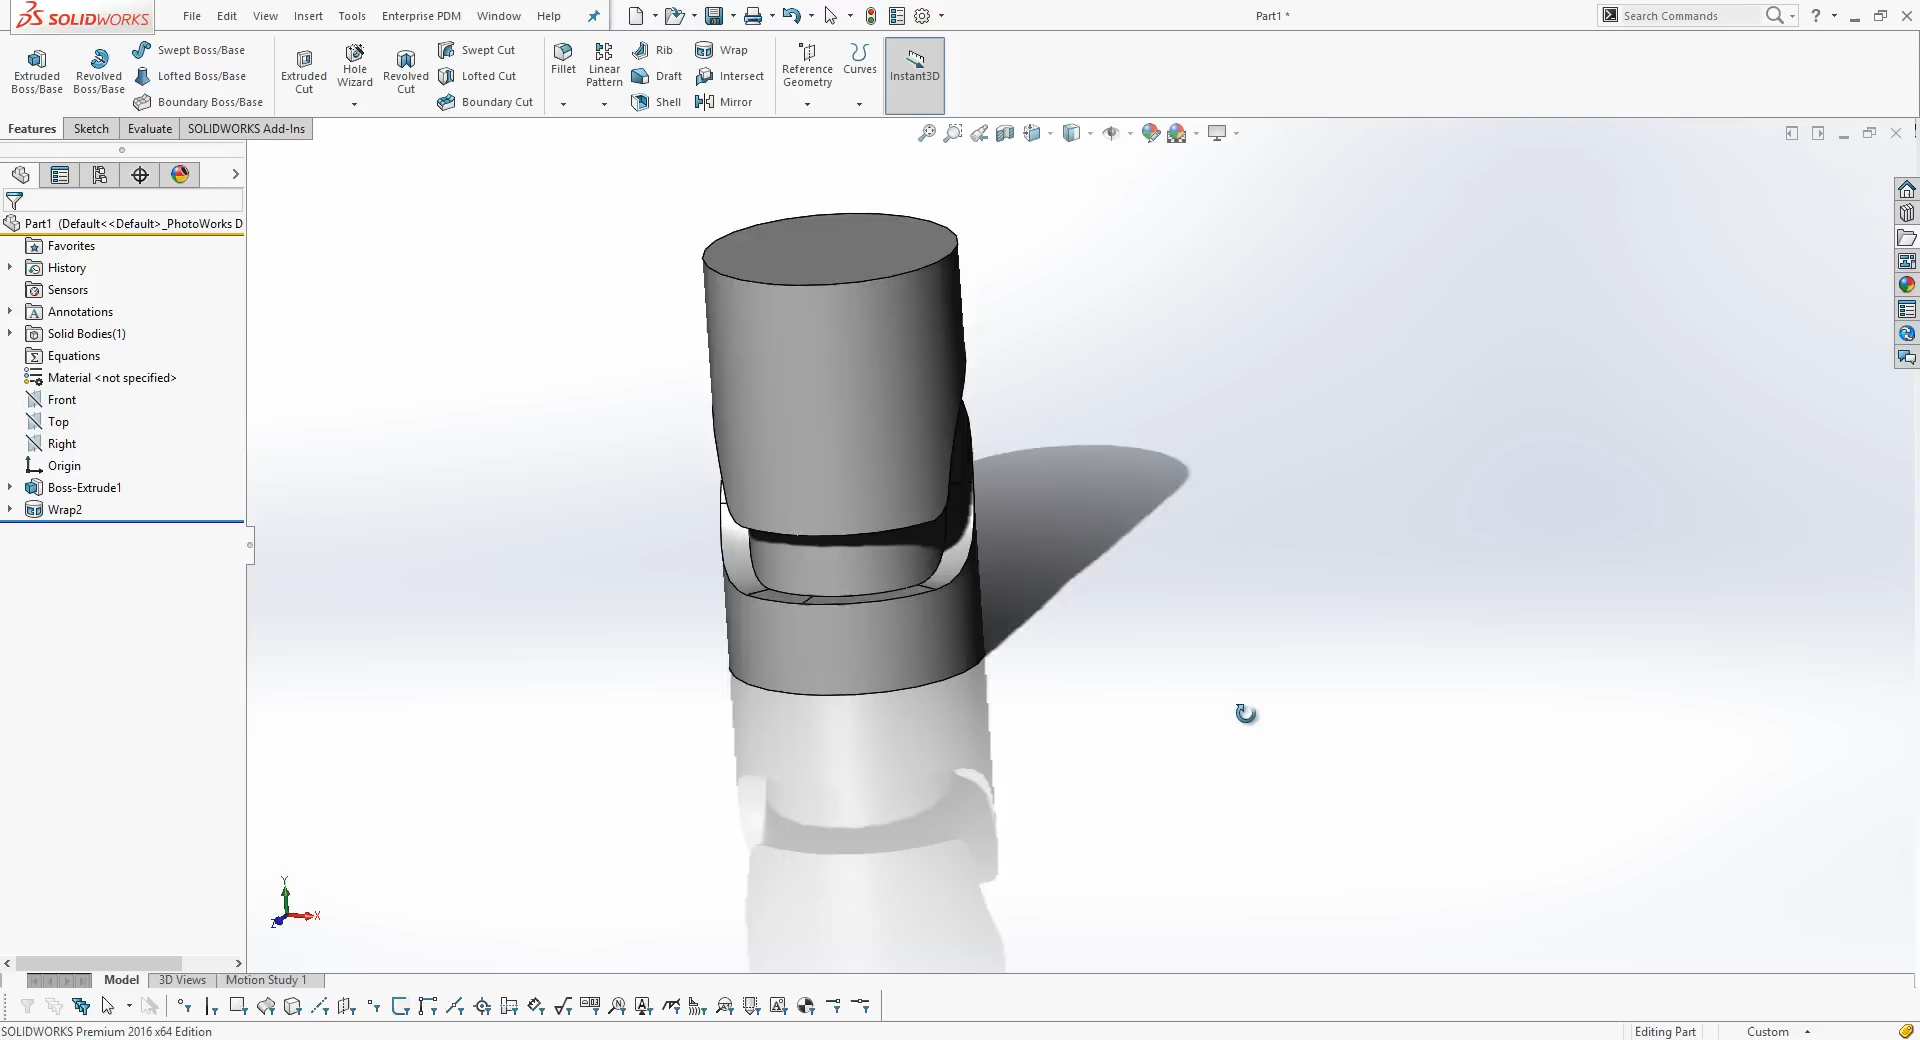 SOLIDWORKS
File Edit View Insert Tools Enterprise PDM Window Help
Part1 *
Search Commands
?
Extruded Boss/Base
Revolved Boss/Base
Swept Boss/Base
Lofted Boss/Base
Boundary Boss/Base
Extruded Cut
Hole Wizard
Revolved Cut
Swept Cut
Lofted Cut
Boundary Cut
Fillet
Linear Pattern
Rib
Draft
Shell
Wrap
Intersect
Mirror
Reference Geometry
Curves
Instant3D
Features Sketch Evaluate SOLIDWORKS Add-Ins
Part1 (Default<<Default>_PhotoWorks D
Favorites
History
Sensors
Annotations
Solid Bodies(1)
Equations
Material <not specified>
Front
Top
Right
Origin
Boss-Extrude1
Wrap2
Y
X
Z
Model 3D Views Motion Study 1
SOLIDWORKS Premium 2016 x64 Edition
Editing Part
Custom